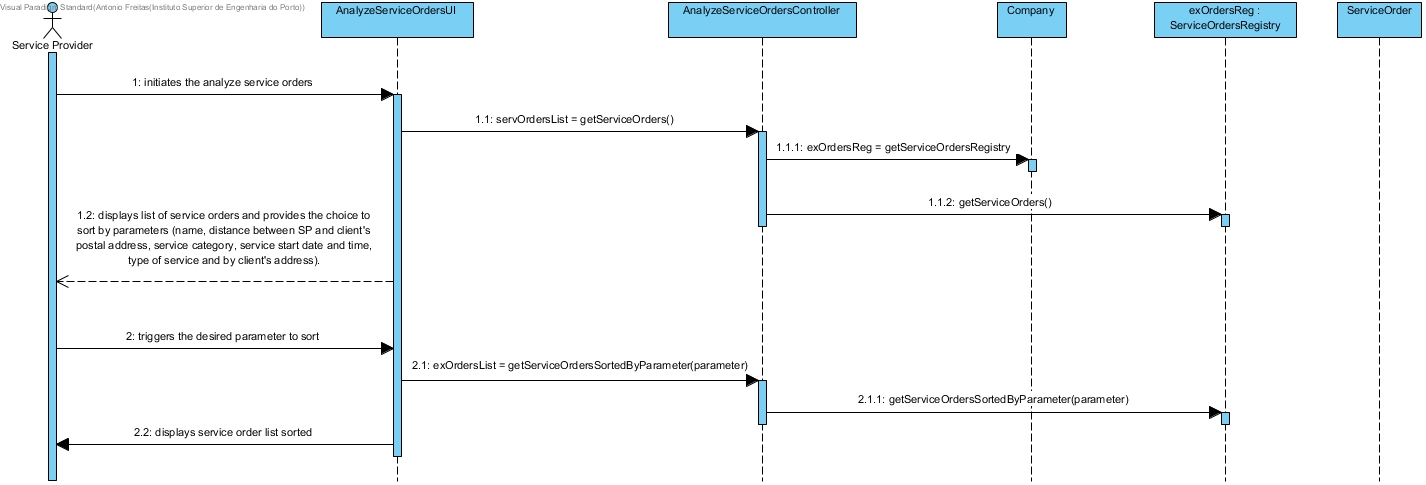 Visual Paradigm Standard(Antonio Freitas(Instituto Superior de Engenharia do Porto))
Service Provider
AnalyzeServiceOrdersUI
AnalyzeServiceOrdersController
Company
exOrdersReg :
ServiceOrdersRegistry
ServiceOrder
1: initiates the analyze service orders
1.1: servOrdersList = getServiceOrders()
1.1.1: exOrdersReg = getServiceOrdersRegistry
1.1.2: getServiceOrders()
1.2: displays list of service orders and provides the choice to
sort by parameters (name, distance between SP and client's
postal address, service category, service start date and time,
type of service and by client's address).
2: triggers the desired parameter to sort
2.1: exOrdersList = getServiceOrdersSortedByParameter(parameter)
2.1.1: getServiceOrdersSortedByParameter(parameter)
2.2: displays service order list sorted